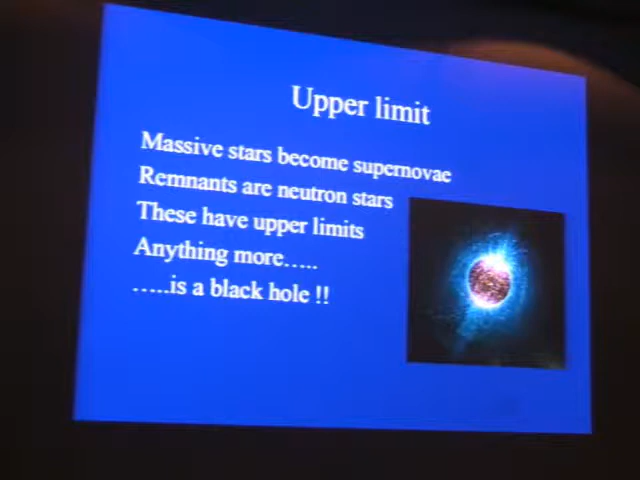 Upper limit
Massive stars become supernovae
Remnants are neutron stars
These have upper limits
Anything more.....
.....is a black hole !!